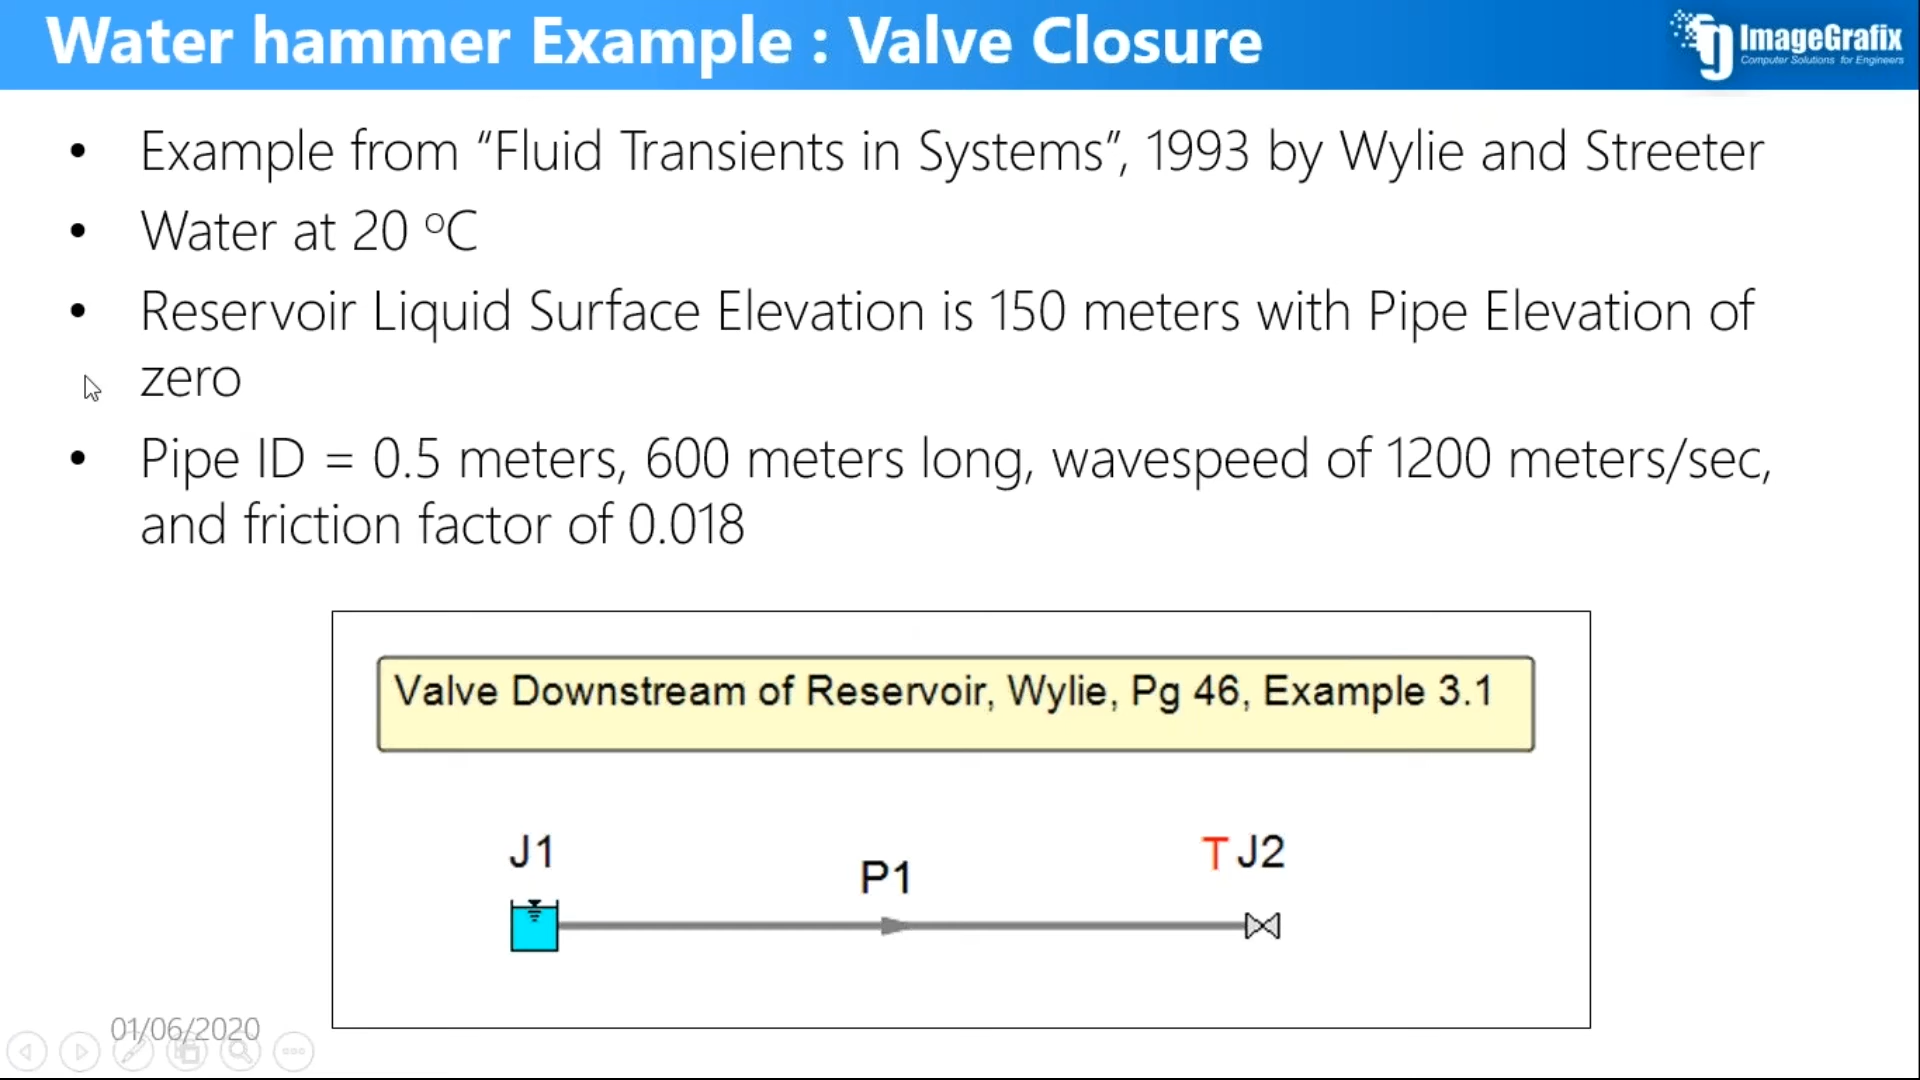 Water hammer Example : Valve Closure
ImageGrafix
Computer Solutions for Engineers
• Example from “Fluid Transients in Systems”, 1993 by Wylie and Streeter
• Water at 20 ºC
• Reservoir Liquid Surface Elevation is 150 meters with Pipe Elevation of
zero
• Pipe ID = 0.5 meters, 600 meters long, wavespeed of 1200 meters/sec,
and friction factor of 0.018
Valve Downstream of Reservoir, Wylie, Pg 46, Example 3.1
J1
P1
T J2
01/06/2020